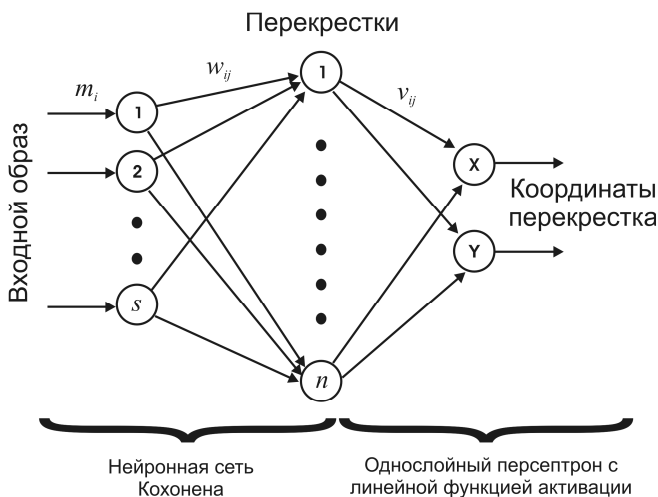 Перекрестки
w_ij
m_i
v_ij
1
1
2
s
n
X
Y
Входной образ
Координаты
перекрестка
Нейронная сеть
Кохонена
Однослойный персептрон с
линейной функцией активации